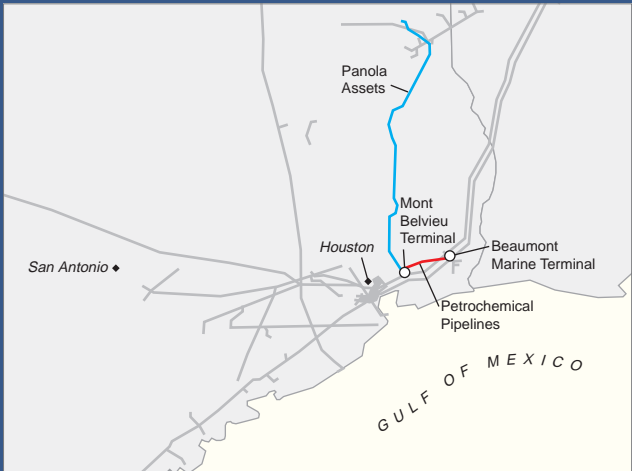 Panola
Assets
Mont
Belvieu
Terminal
Houston
Beaumont
Marine Terminal
San Antonio
Petrochemical
Pipelines
GULF OF MEXICO